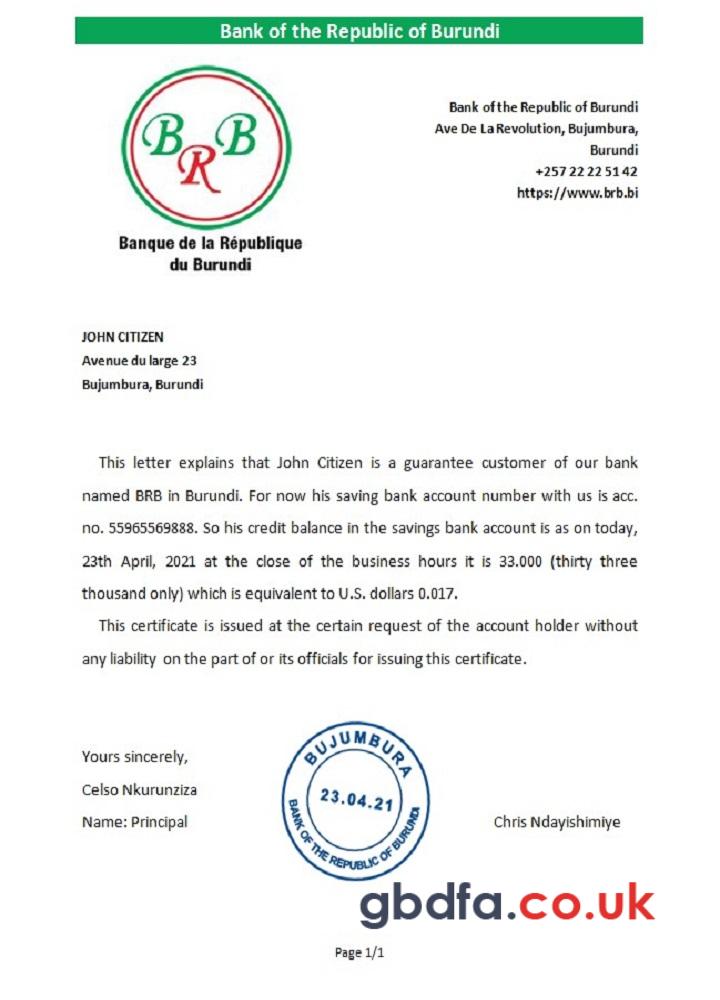 Bank of the Republic of Burundi
B R B
Banque de la République
du Burundi
Bank of the Republic of Burundi
Ave De La Revolution, Bujumbura,
Burundi
+257 22 22 51 42
https://www.brb.bi
JOHN CITIZEN
Avenue du large 23
Bujumbura, Burundi
This letter explains that John Citizen is a guarantee customer of our bank
named BRB in Burundi. For now his saving bank account number with us is acc.
no. 55965569888. So his credit balance in the savings bank account is as on today,
23th April, 2021 at the close of the business hours it is 33.000 (thirty three
thousand only) which is equivalent to U.S. dollars 0.017.
This certificate is issued at the certain request of the account holder without
any liability on the part of or its officials for issuing this certificate.
Yours sincerely,
Celso Nkurunziza
Name: Principal
BUJUMBURA
23.04.21
BANK OF THE REPUBLIC OF BURUNDI
Chris Ndayishimiye
gbdfa.co.uk
Page 1/1